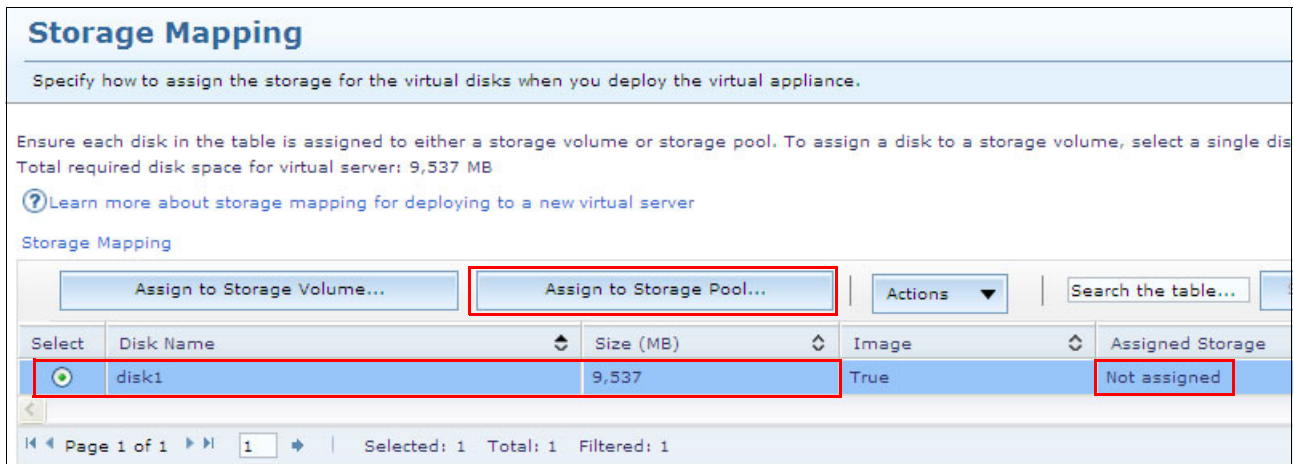 Storage Mapping
Specify how to assign the storage for the virtual disks when you deploy the virtual appliance.
Ensure each disk in the table is assigned to either a storage volume or storage pool. To assign a disk to a storage volume, select a single dis
Total required disk space for virtual server: 9,537 MB
?Learn more about storage mapping for deploying to a new virtual server
Storage Mapping
Assign to Storage Volume... Assign to Storage Pool... Actions Search the table...
Select Disk Name Size (MB) Image Assigned Storage
disk1 9,537 True Not assigned
Page 1 of 1 1 Selected: 1 Total: 1 Filtered: 1